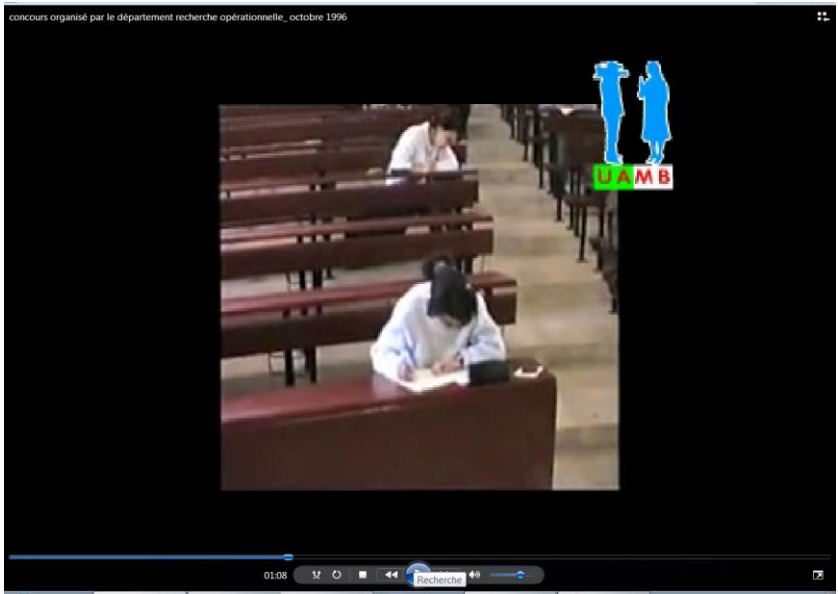 concours organisé par le département recherche opérationnelle_ octobre 1996
UAMB
01:08
Recherche